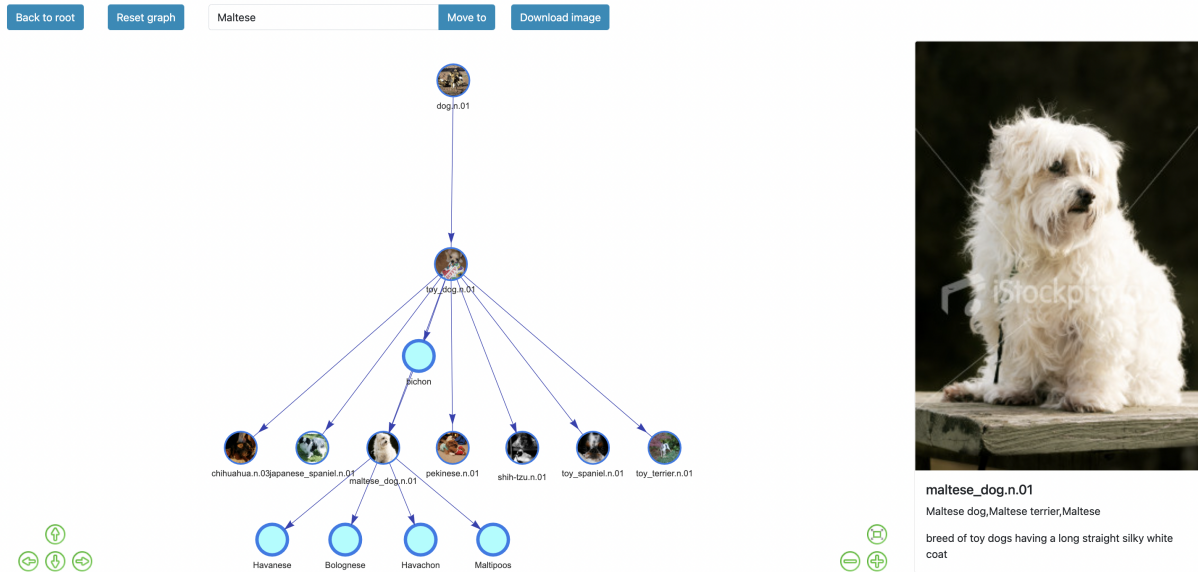 Back to root
Reset graph
Maltese
Move to
Download image
dog.n.01
toy_dog.n.01
bichon
chihuahua.n.03
japanese_spaniel.n.01
maltese_dog.n.01
pekinese.n.01
shih-tzu.n.01
toy_spaniel.n.01
toy_terrier.n.01
Havanese
Bolognese
Havachon
Maltipoos
maltese_dog.n.01
Maltese dog,Maltese terrier,Maltese
breed of toy dogs having a long straight silky white
coat